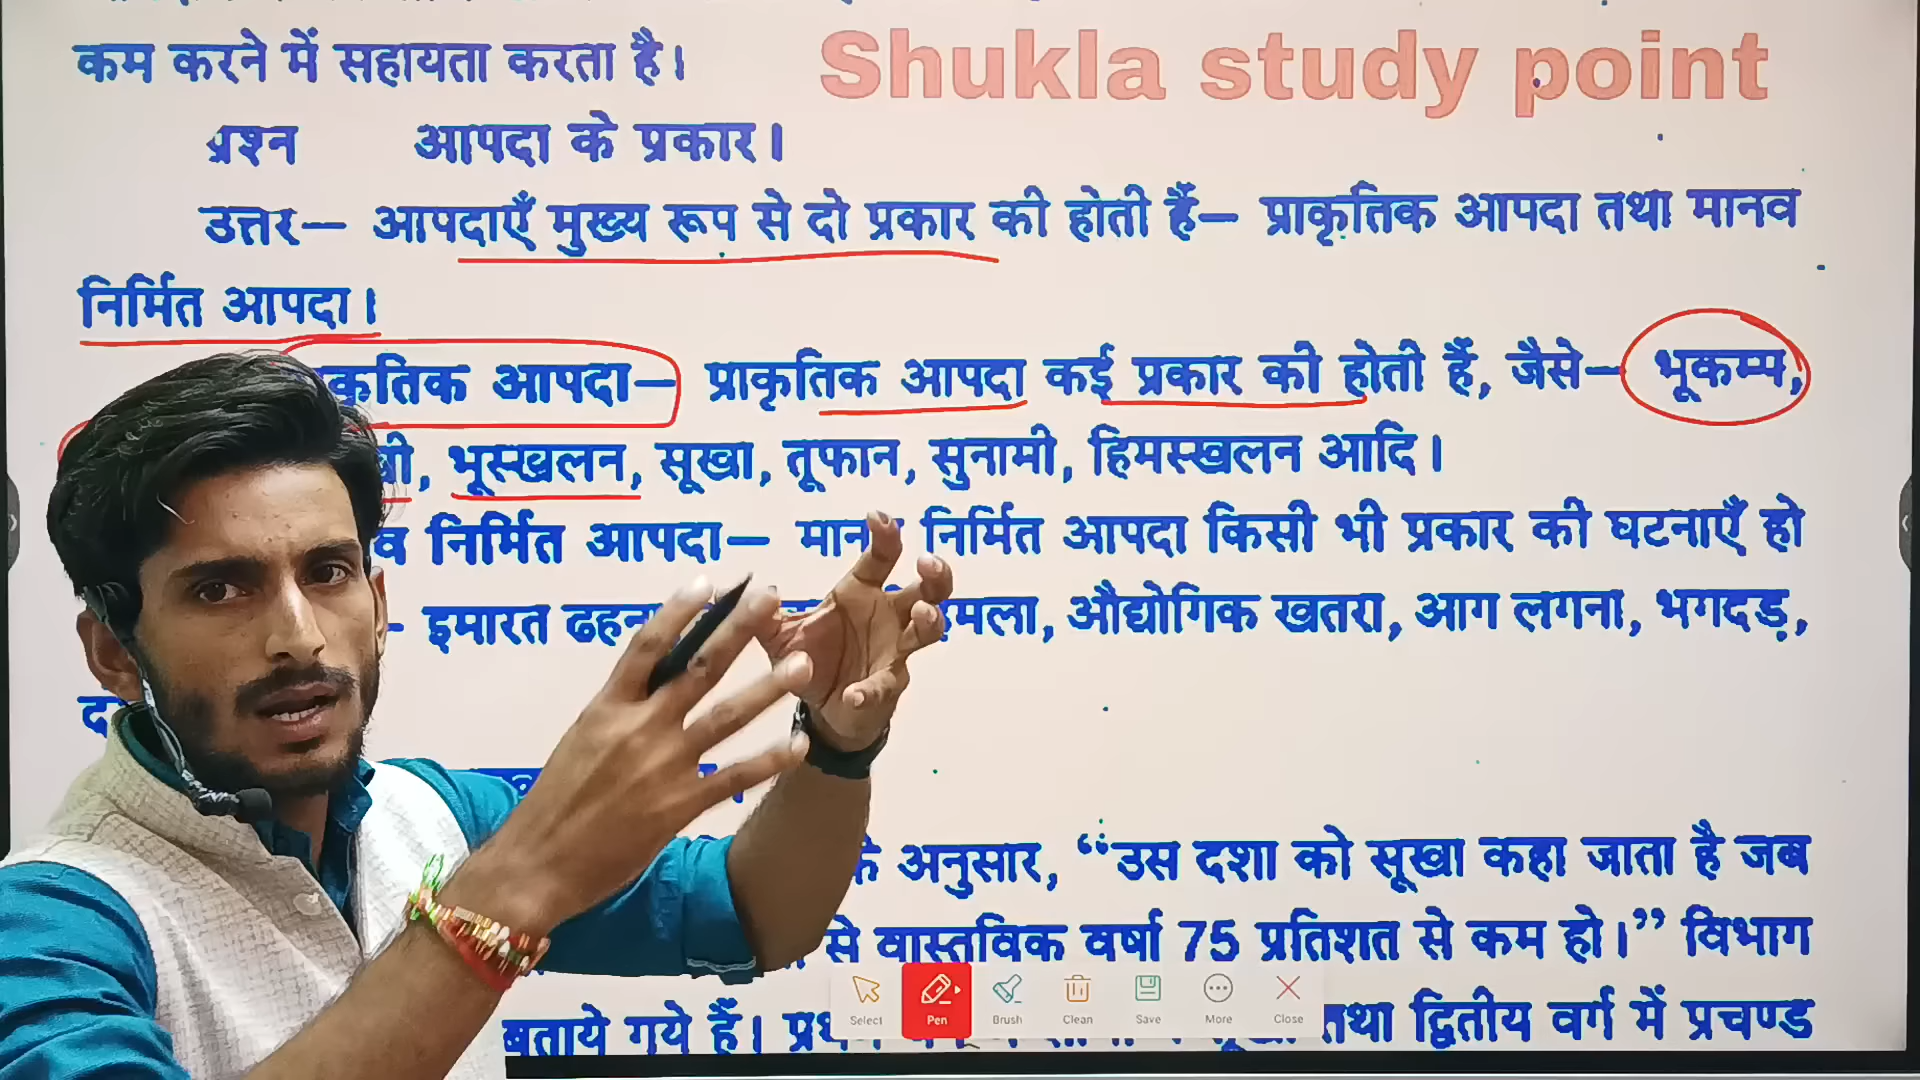 कम करने में सहायता करता है।
Shukla study point
प्रश्न आपदा के प्रकार।
उत्तर— आपदाएँ मुख्य रूप से दो प्रकार की होती हैं— प्राकृतिक आपदा तथा मानव
निर्मित आपदा।
आपदा— प्राकृतिक आपदा कई प्रकार की होती हैं, जैसे— भूकम्प,
भूस्खलन, सूखा, तूफान, सुनामी, हिमस्खलन आदि।
निर्मित आपदा— निर्मित आपदा किसी भी प्रकार की घटनाएँ हो
इमारत औद्योगिक खतरा, आग लगना, भगदड़,
अनुसार, “उस दशा को सूखा कहा जाता है जब
से वास्तविक वर्षा 75 प्रतिशत से कम हो।” विभाग
बताये गये हैं। तथा द्वितीय वर्ग में प्रचण्ड
Select Pen Brush Clean Save More Close